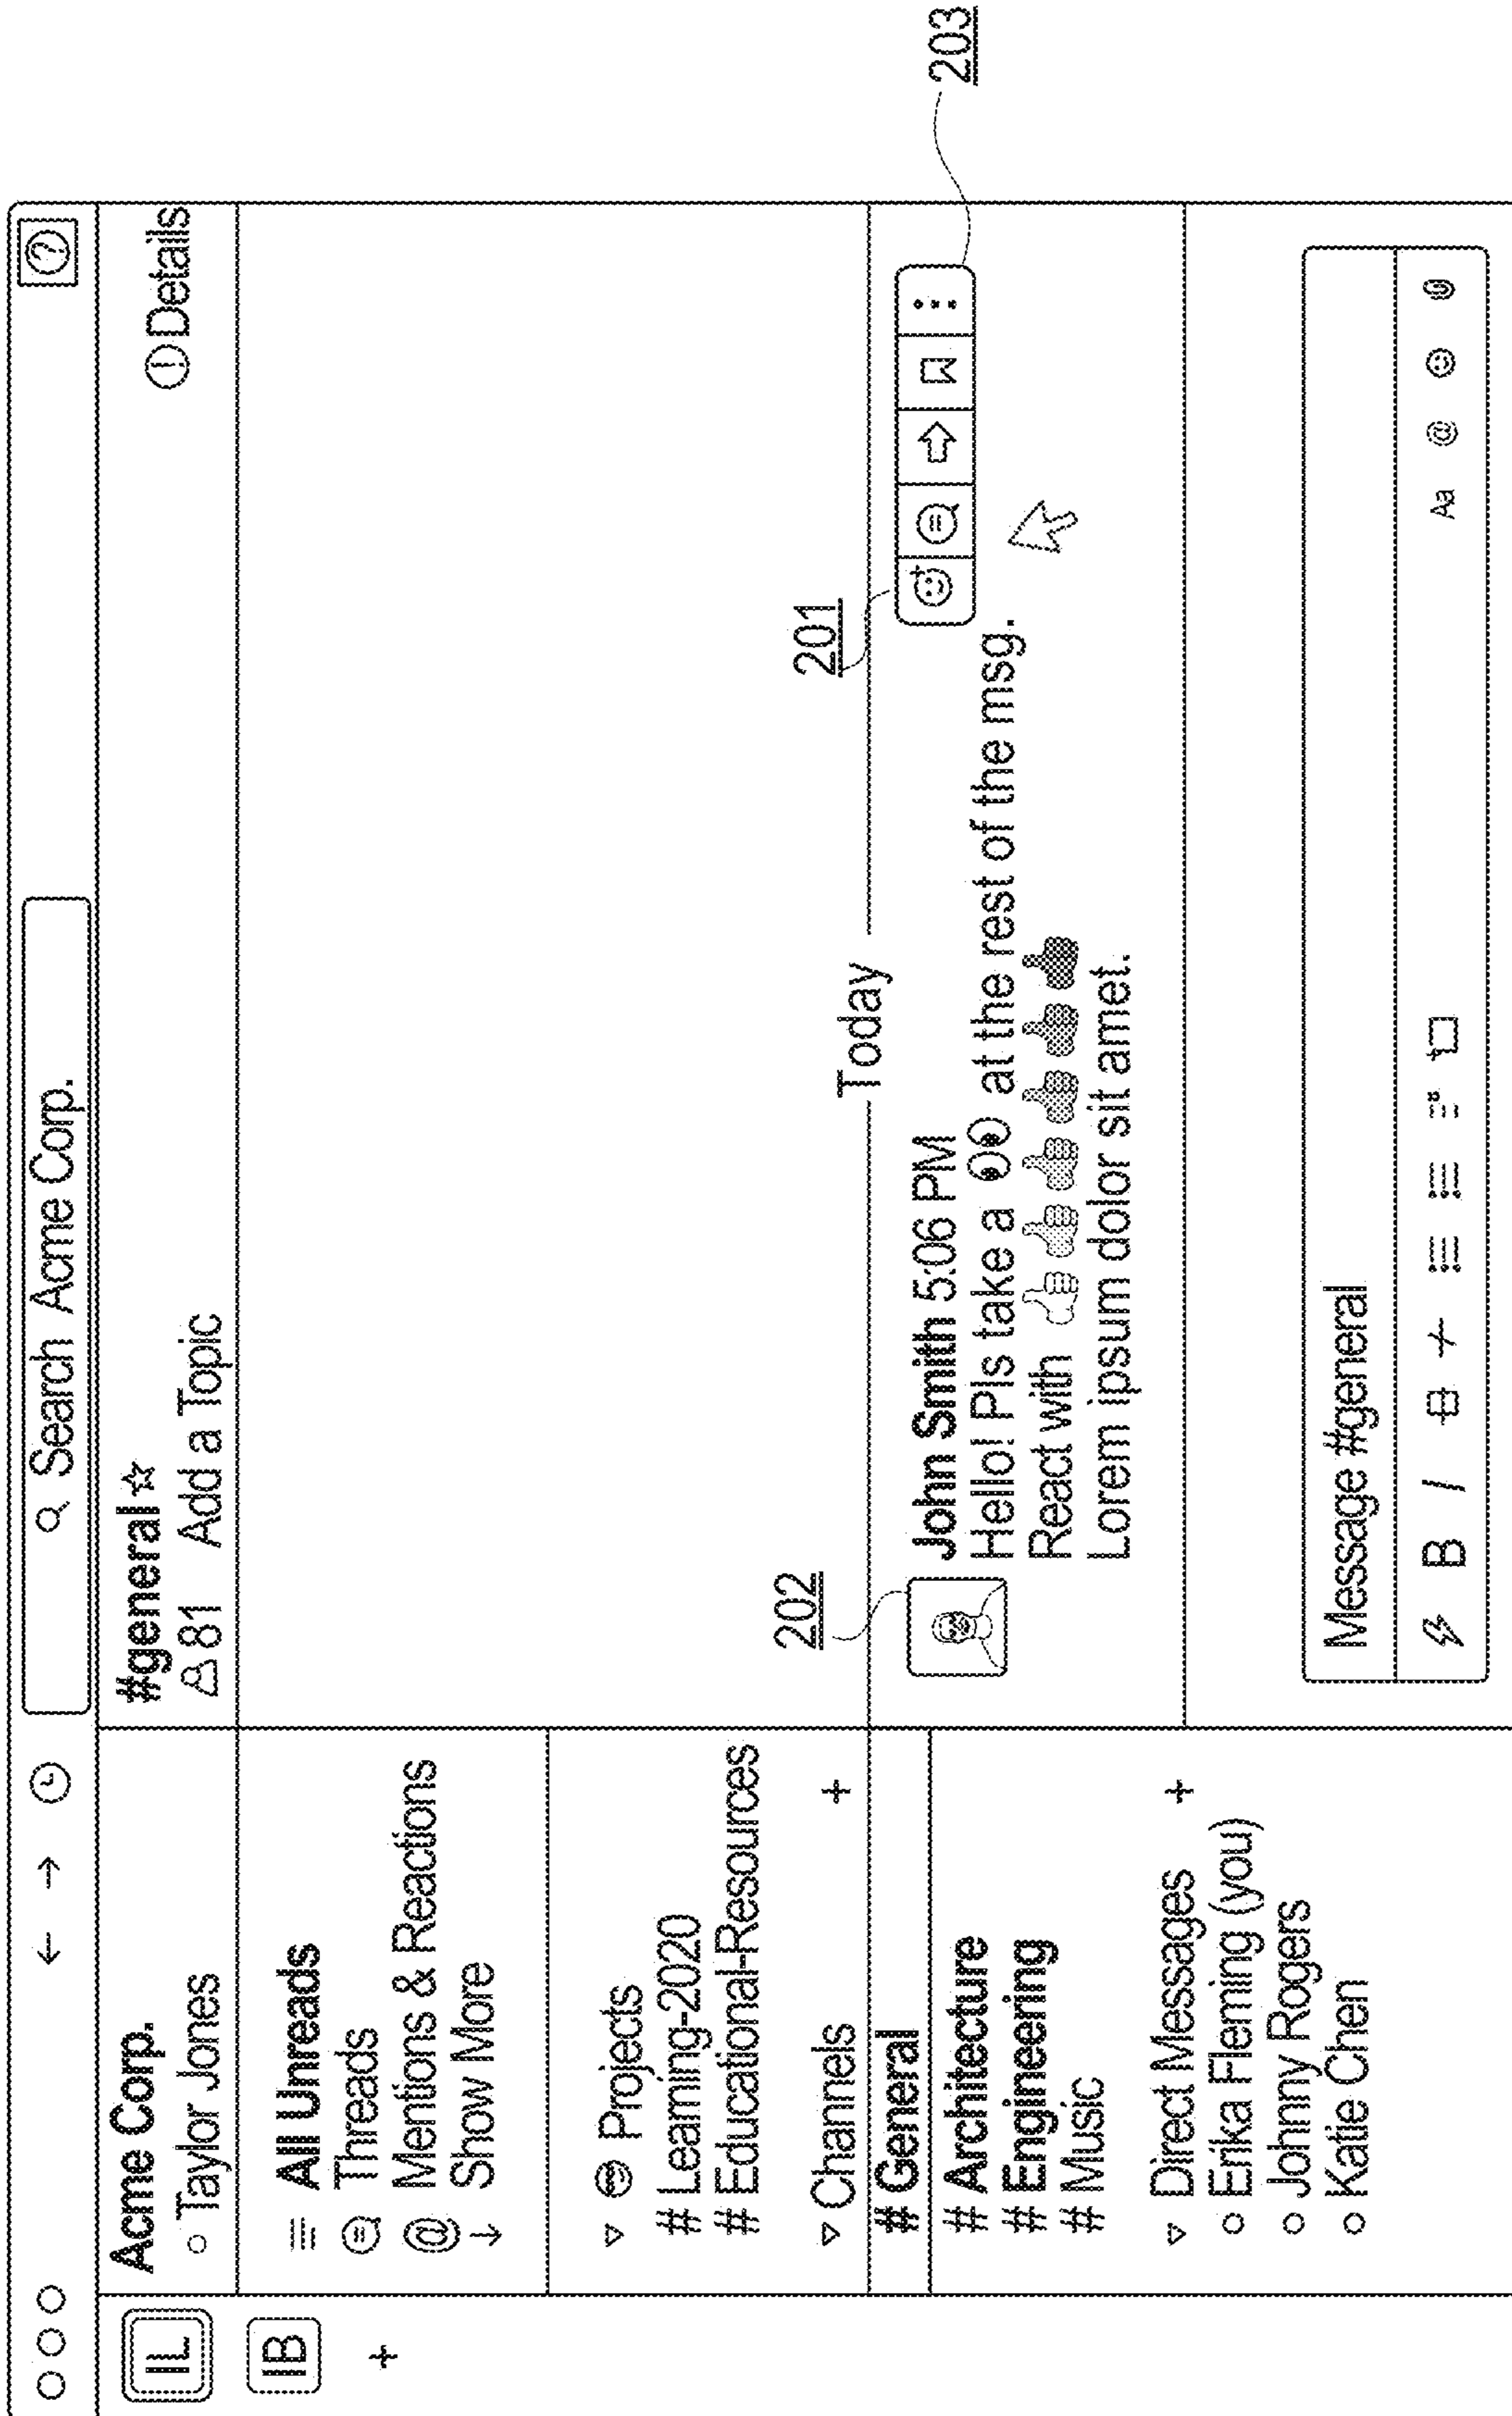 Search Acme Corp.
IL
IB
+
Acme Corp.
Taylor Jones
All Unreads
Threads
@ Mentions & Reactions
Show More
Projects
# Learning-2020
# Educational-Resources
Channels +
# General
# Architecture
# Engineering
# Music
Direct Messages +
Erika Fleming (you)
Johnny Rogers
Katie Chen
#general
81 Add a Topic
Details
Today
201
202
203
John Smith 5:06 PM
Hello! Pls take a 👀 at the rest of the msg.
React with 👍👍👍👍👍👍
Lorem ipsum dolor sit amet.
Message #general
B I Aa @